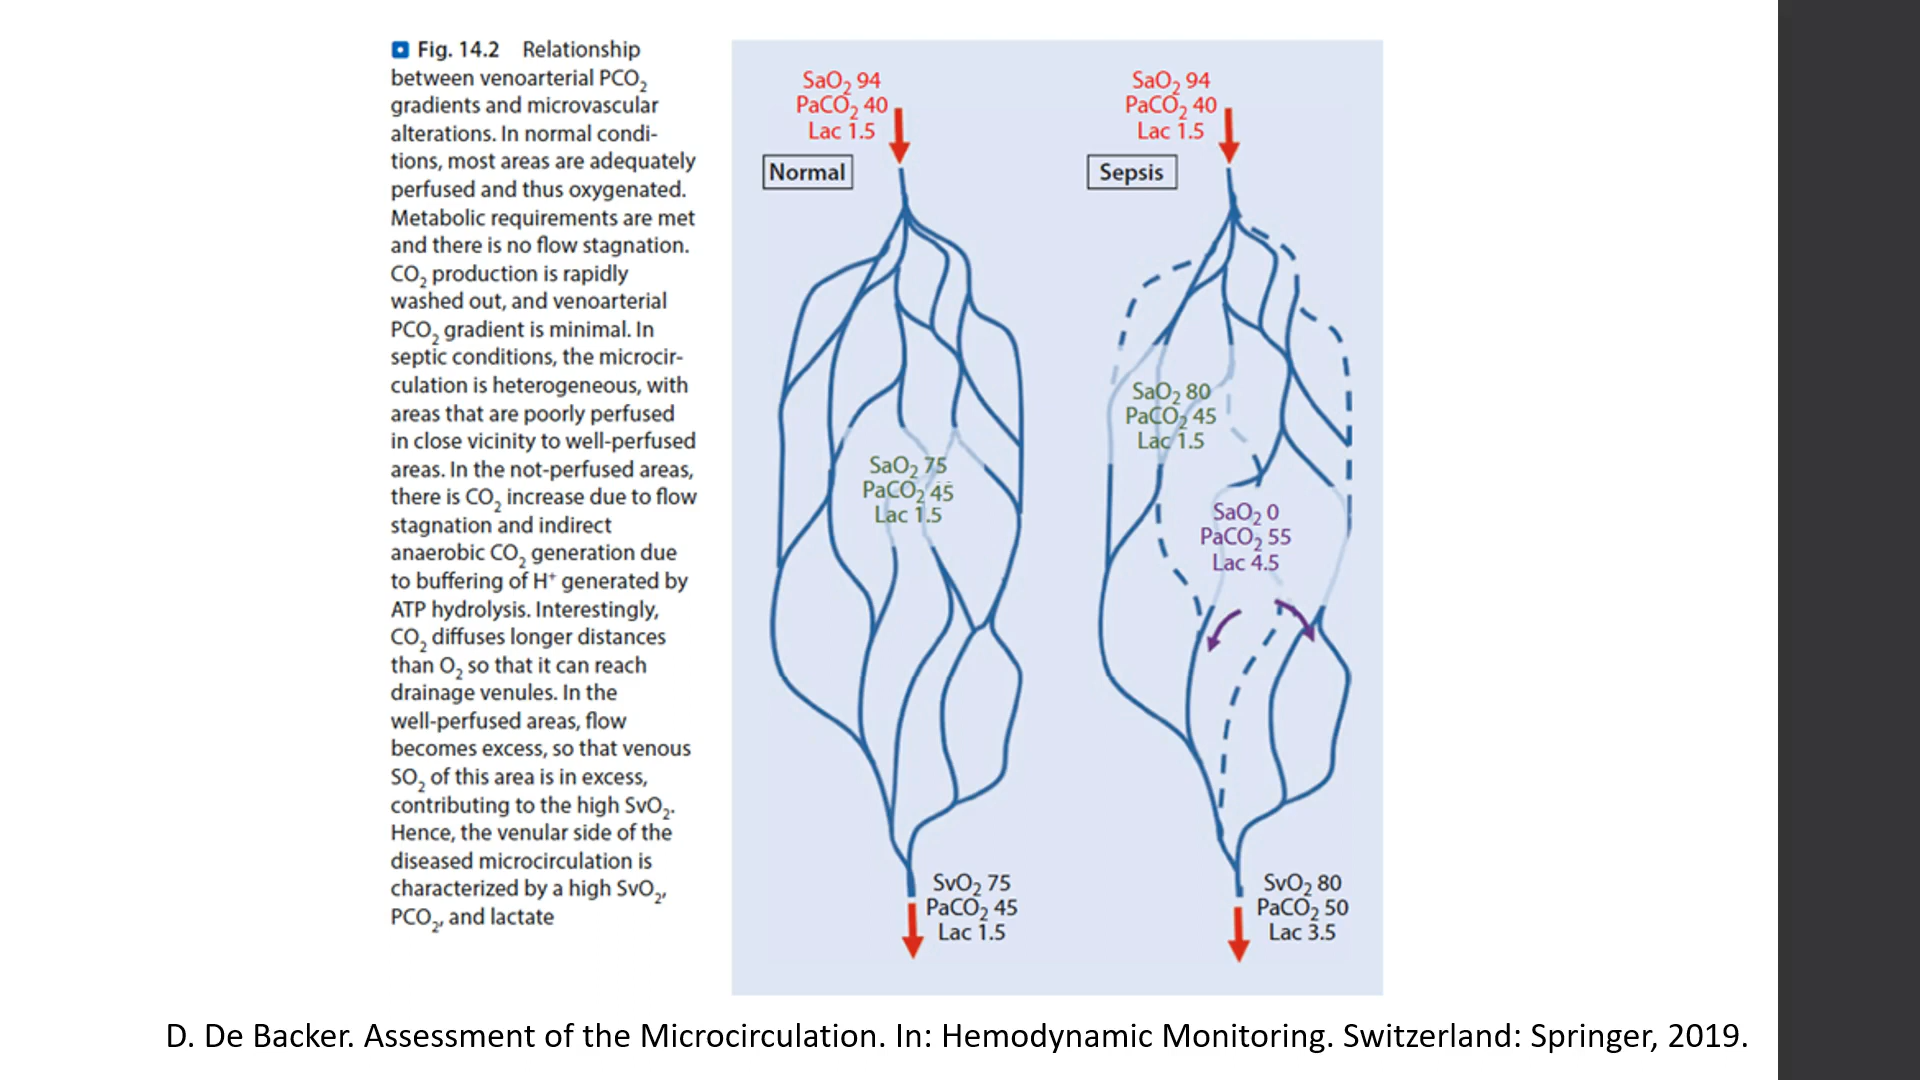 Fig. 14.2 Relationship
between venoarterial PCO₂
gradients and microvascular
alterations. In normal condi-
tions, most areas are adequately
perfused and thus oxygenated.
Metabolic requirements are met
and there is no flow stagnation.
CO₂ production is rapidly
washed out, and venoarterial
PCO₂ gradient is minimal. In
septic conditions, the microcir-
culation is heterogeneous, with
areas that are poorly perfused
in close vicinity to well-perfused
areas. In the not-perfused areas,
there is CO₂ increase due to flow
stagnation and indirect
anaerobic CO₂ generation due
to buffering of H⁺ generated by
ATP hydrolysis. Interestingly,
CO₂ diffuses longer distances
than O₂ so that it can reach
drainage venules. In the
well-perfused areas, flow
becomes excess, so that venous
SO₂ of this area is in excess,
contributing to the high SvO₂.
Hence, the venular side of the
diseased microcirculation is
characterized by a high SvO₂,
PCO₂, and lactate
SaO₂ 94
PaCO₂ 40
Lac 1.5
Normal
SaO₂ 75
PaCO₂ 45
Lac 1.5
SvO₂ 75
PaCO₂ 45
Lac 1.5
SaO₂ 94
PaCO₂ 40
Lac 1.5
Sepsis
SaO₂ 80
PaCO₂ 45
Lac 1.5
SaO₂ 0
PaCO₂ 55
Lac 4.5
SvO₂ 80
PaCO₂ 50
Lac 3.5
D. De Backer. Assessment of the Microcirculation. In: Hemodynamic Monitoring. Switzerland: Springer, 2019.